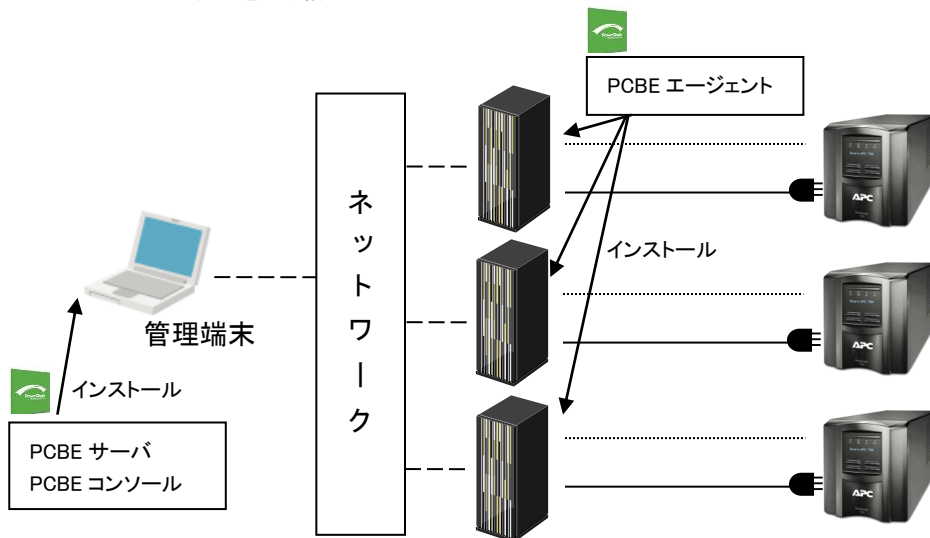 PCBE エージェント
ネットワーク
インストール
管理端末
インストール
PCBE サーバ
PCBE コンソール
APC
APC
APC